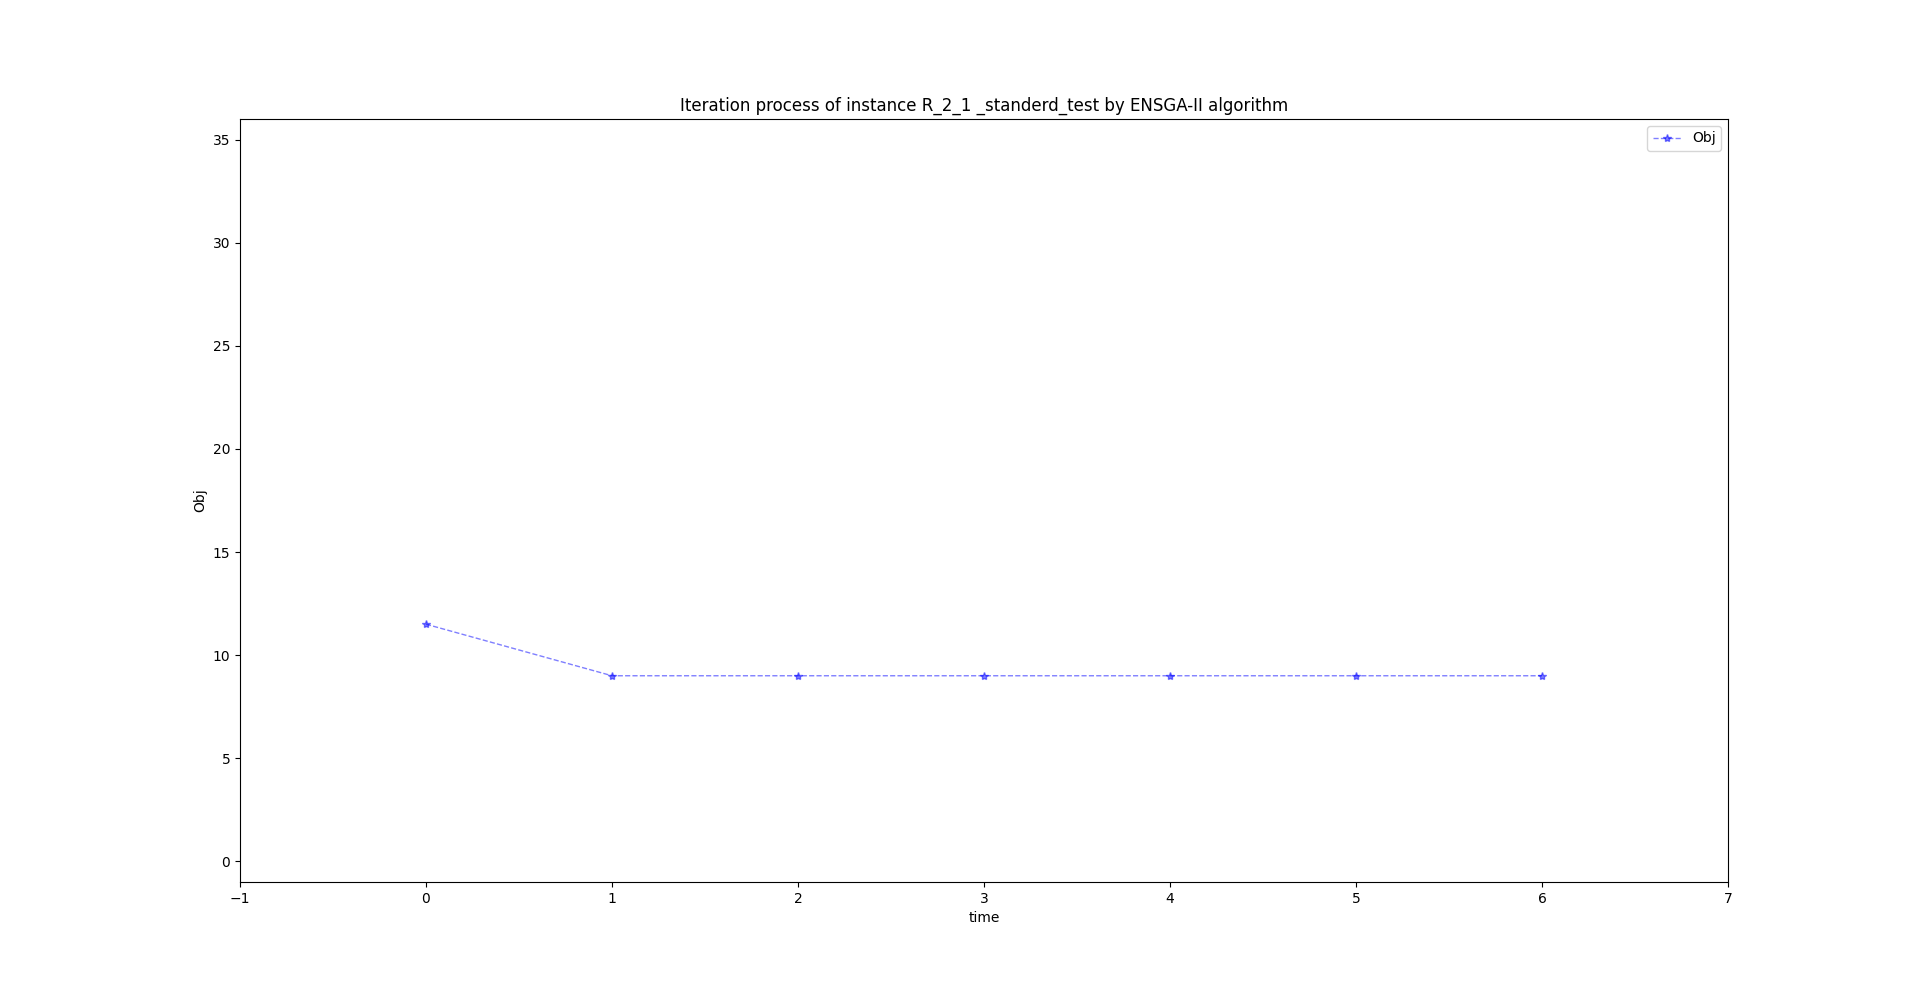 Iteration process of instance R_2_1 _standerd_test by ENSGA-II algorithm
Obj
35
30
25
20
15
10
5
0
Obj
−1 0 1 2 3 4 5 6 7
time